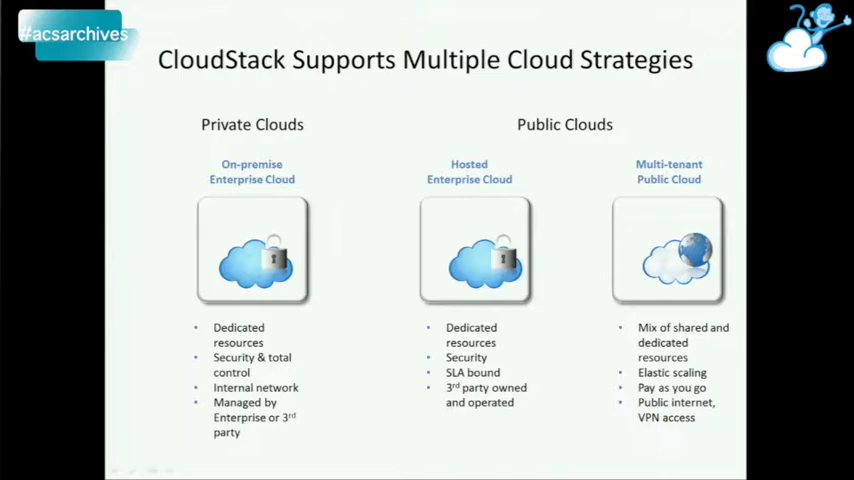 #acsarchives
CloudStack Supports Multiple Cloud Strategies
Private Clouds
Public Clouds
On-premise
Enterprise Cloud
Hosted
Enterprise Cloud
Multi-tenant
Public Cloud
• Dedicated
resources
• Security & total
control
• Internal network
• Managed by
Enterprise or 3rd
party
• Dedicated
resources
• Security
• SLA bound
• 3rd party owned
and operated
• Mix of shared and
dedicated
resources
• Elastic scaling
• Pay as you go
• Public internet,
VPN access